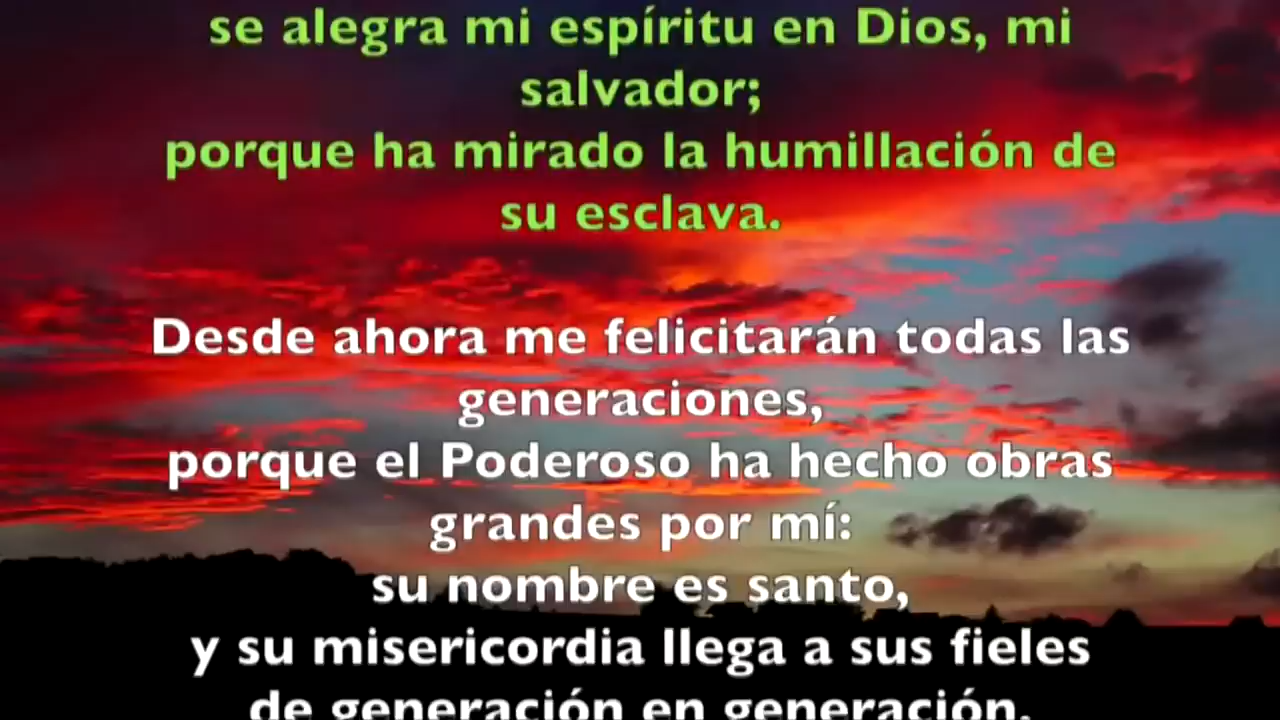 se alegra mi espíritu en Dios, mi
salvador;
porque ha mirado la humillación de
su esclava.
Desde ahora me felicitarán todas las
generaciones,
porque el Poderoso ha hecho obras
grandes por mí:
su nombre es santo,
y su misericordia llega a sus fieles
de generación en generación.